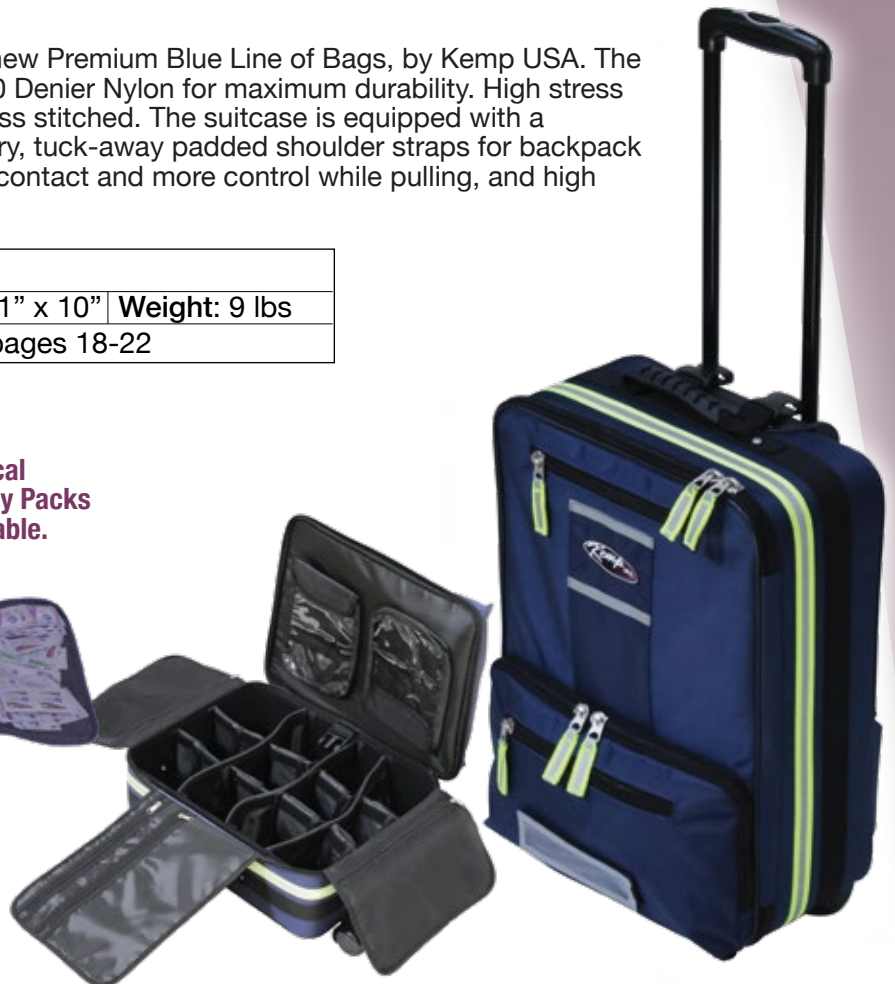 new Premium Blue Line of Bags, by Kemp USA. The
0 Denier Nylon for maximum durability. High stress
ss stitched. The suitcase is equipped with a
ry, tuck-away padded shoulder straps for backpack
contact and more control while pulling, and high
1” x 10” Weight: 9 lbs
pages 18-22
cal
y Packs
able.
Kemp